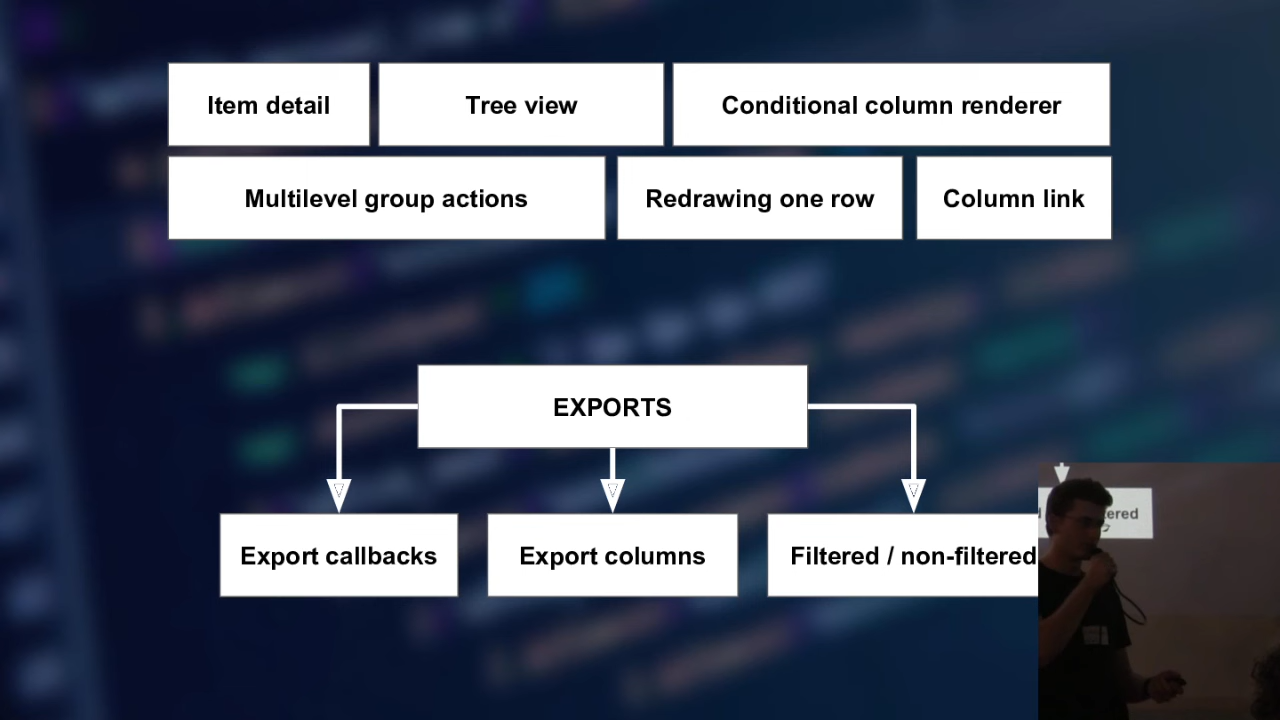 Item detail
Tree view
Conditional column renderer
Multilevel group actions
Redrawing one row
Column link
EXPORTS
Export callbacks
Export columns
Filtered / non-filtered